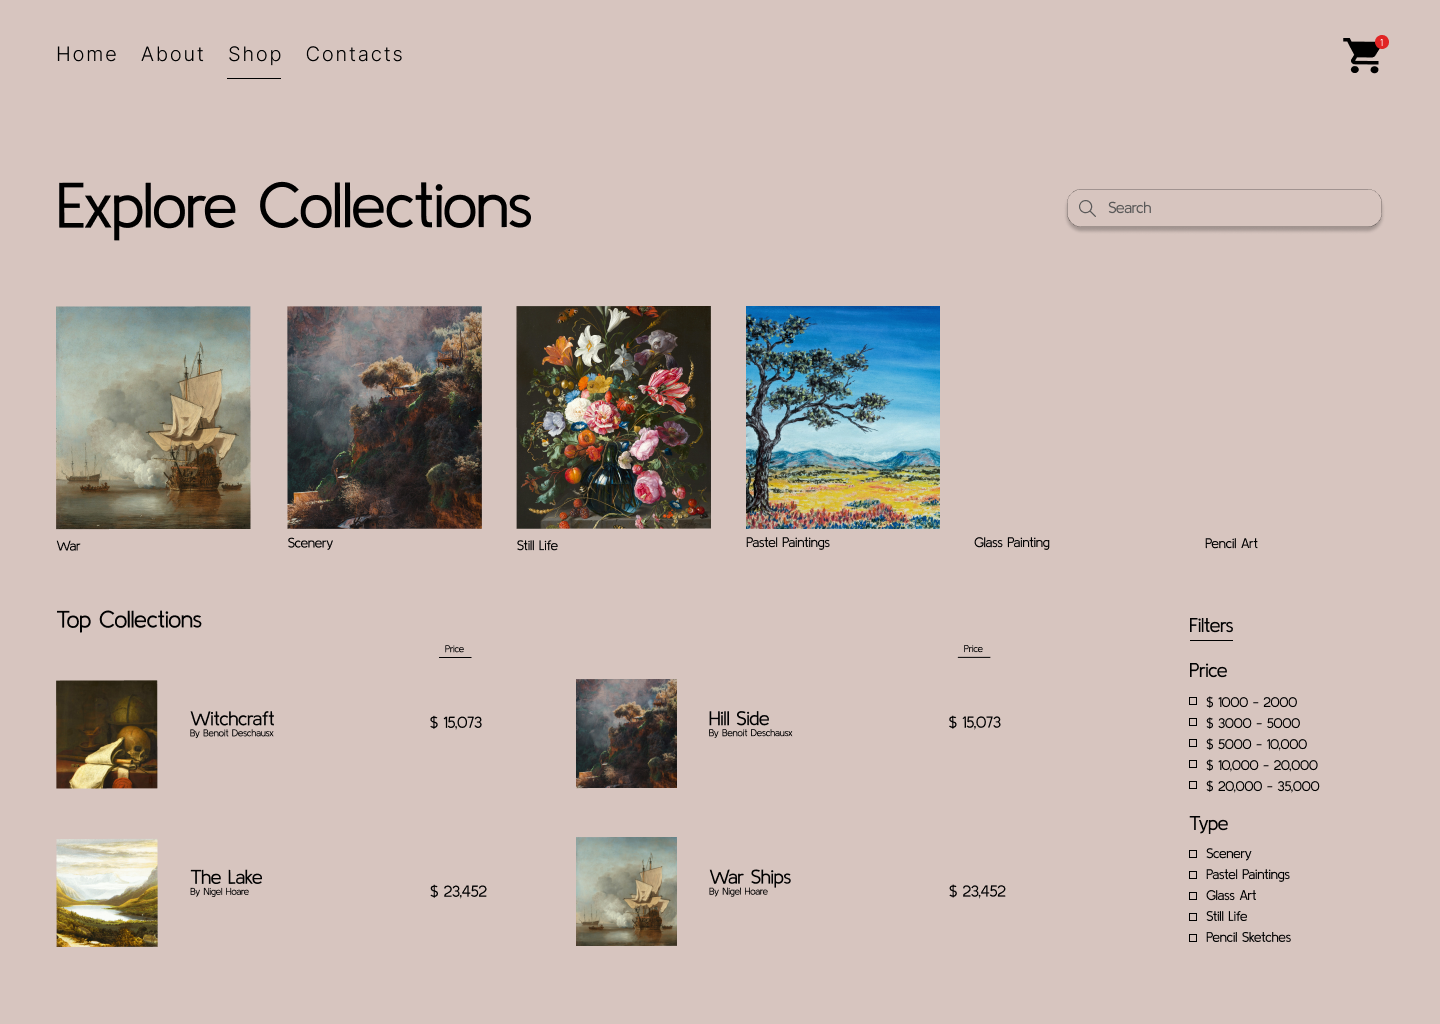 Home About Shop Contacts
1
Explore Collections
Search
War
Scenery
Still Life
Pastel Paintings
Glass Painting
Pencil Art
Top Collections
Price
Price
Witchcraft
By Benoit Deschausx
$ 15,073
Hill Side
By Benoit Deschausx
$ 15,073
The Lake
By Nigel Hoare
$ 23,452
War Ships
By Nigel Hoare
$ 23,452
Filters
Price
$ 1000 - 2000
$ 3000 - 5000
$ 5000 - 10,000
$ 10,000 - 20,000
$ 20,000 - 35,000
Type
Scenery
Pastel Paintings
Glass Art
Still Life
Pencil Sketches